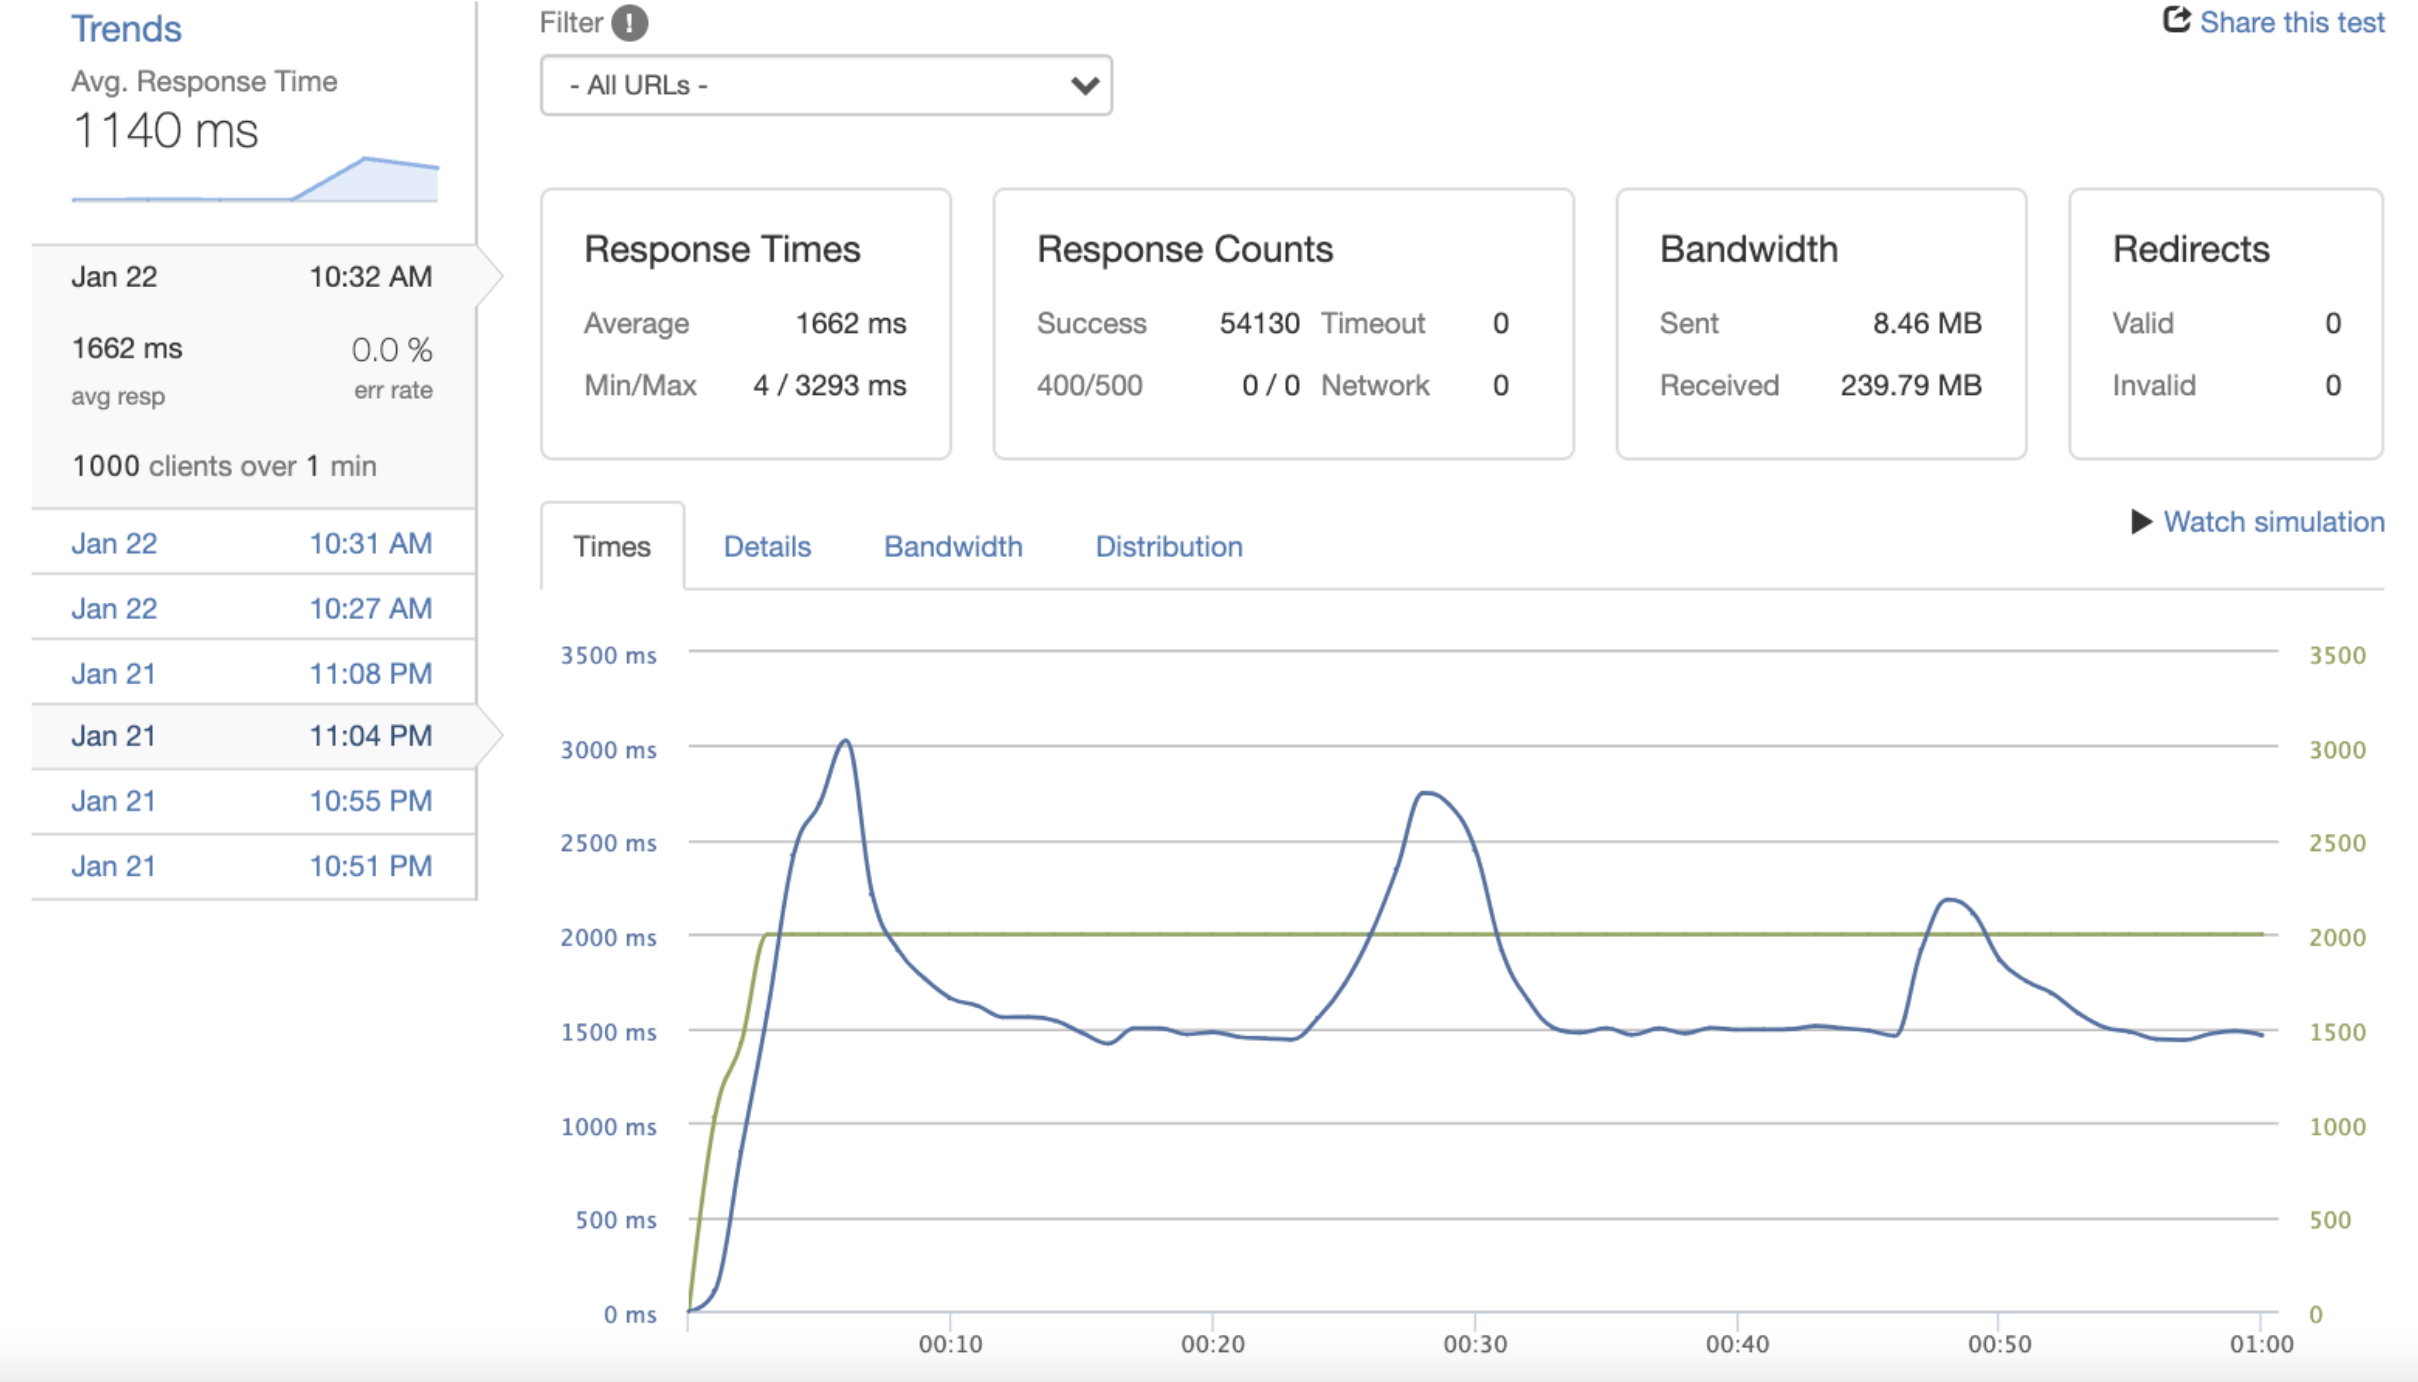 Trends
Avg. Response Time
1140 ms
Jan 22 10:32 AM
1662 ms 0.0 %
avg resp err rate
1000 clients over 1 min
Jan 22 10:31 AM
Jan 22 10:27 AM
Jan 21 11:08 PM
Jan 21 11:04 PM
Jan 21 10:55 PM
Jan 21 10:51 PM
Filter !
Share this test
- All URLs -
Response Times
Average 1662 ms
Min/Max 4 / 3293 ms
Response Counts
Success 54130 Timeout 0
400/500 0 / 0 Network 0
Bandwidth
Sent 8.46 MB
Received 239.79 MB
Redirects
Valid 0
Invalid 0
Times Details Bandwidth Distribution
Watch simulation
3500 ms 3500
3000 ms 3000
2500 ms 2500
2000 ms 2000
1500 ms 1500
1000 ms 1000
500 ms 500
0 ms 0
00:10 00:20 00:30 00:40 00:50 01:00